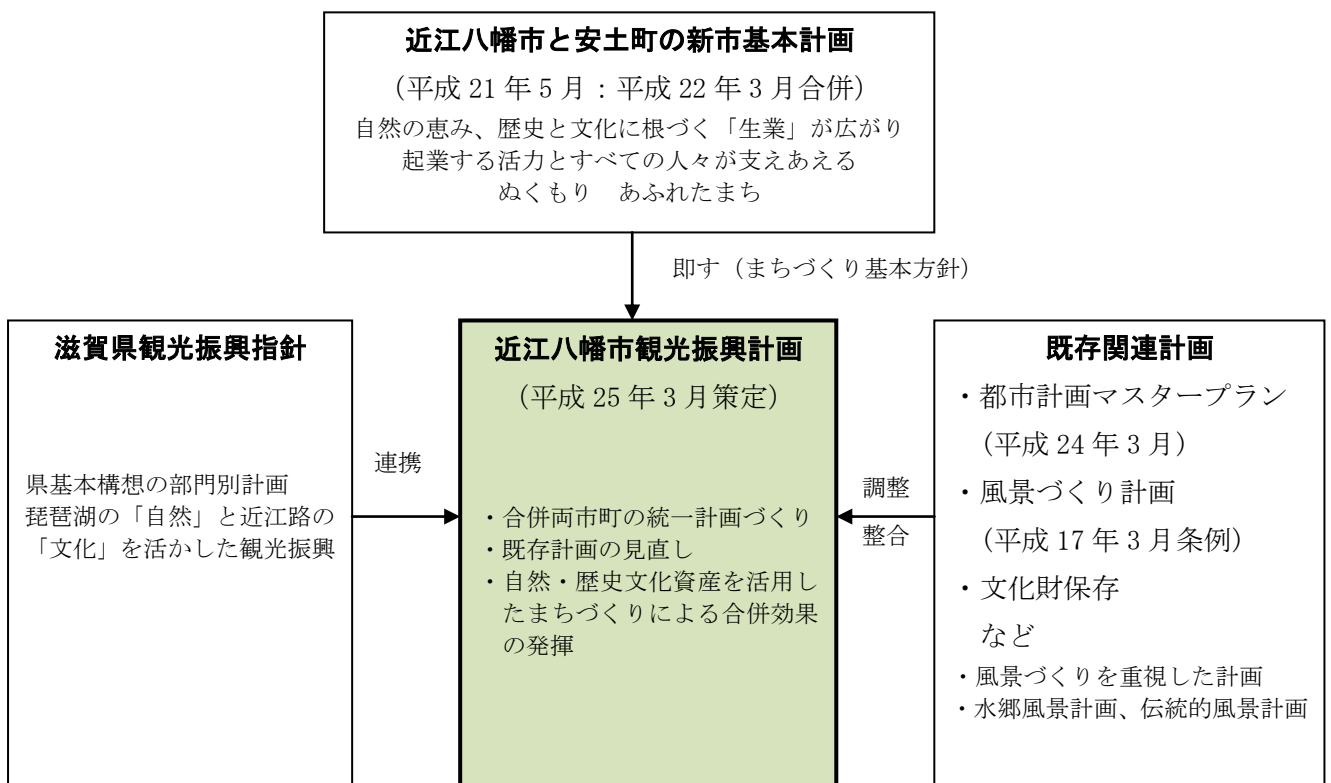 近江八幡市と安土町の新市基本計画
（平成 21 年 5 月：平成 22 年 3 月合併）
自然の恵み、歴史と文化に根づく「生業」が広がり
起業する活力とすべての人々が支えあえる
ぬくもり　あふれたまち
即す（まちづくり基本方針）
滋賀県観光振興指針
県基本構想の部門別計画
琵琶湖の「自然」と近江路の
「文化」を活かした観光振興
連携
近江八幡市観光振興計画
（平成 25 年 3 月策定）
・合併両市町の統一計画づくり
・既存計画の見直し
・自然・歴史文化資産を活用し
たまちづくりによる合併効果
の発揮
調整
整合
既存関連計画
・都市計画マスタープラン
（平成 24 年 3 月）
・風景づくり計画
（平成 17 年 3 月条例）
・文化財保存
など
・風景づくりを重視した計画
・水郷風景計画、伝統的風景計画